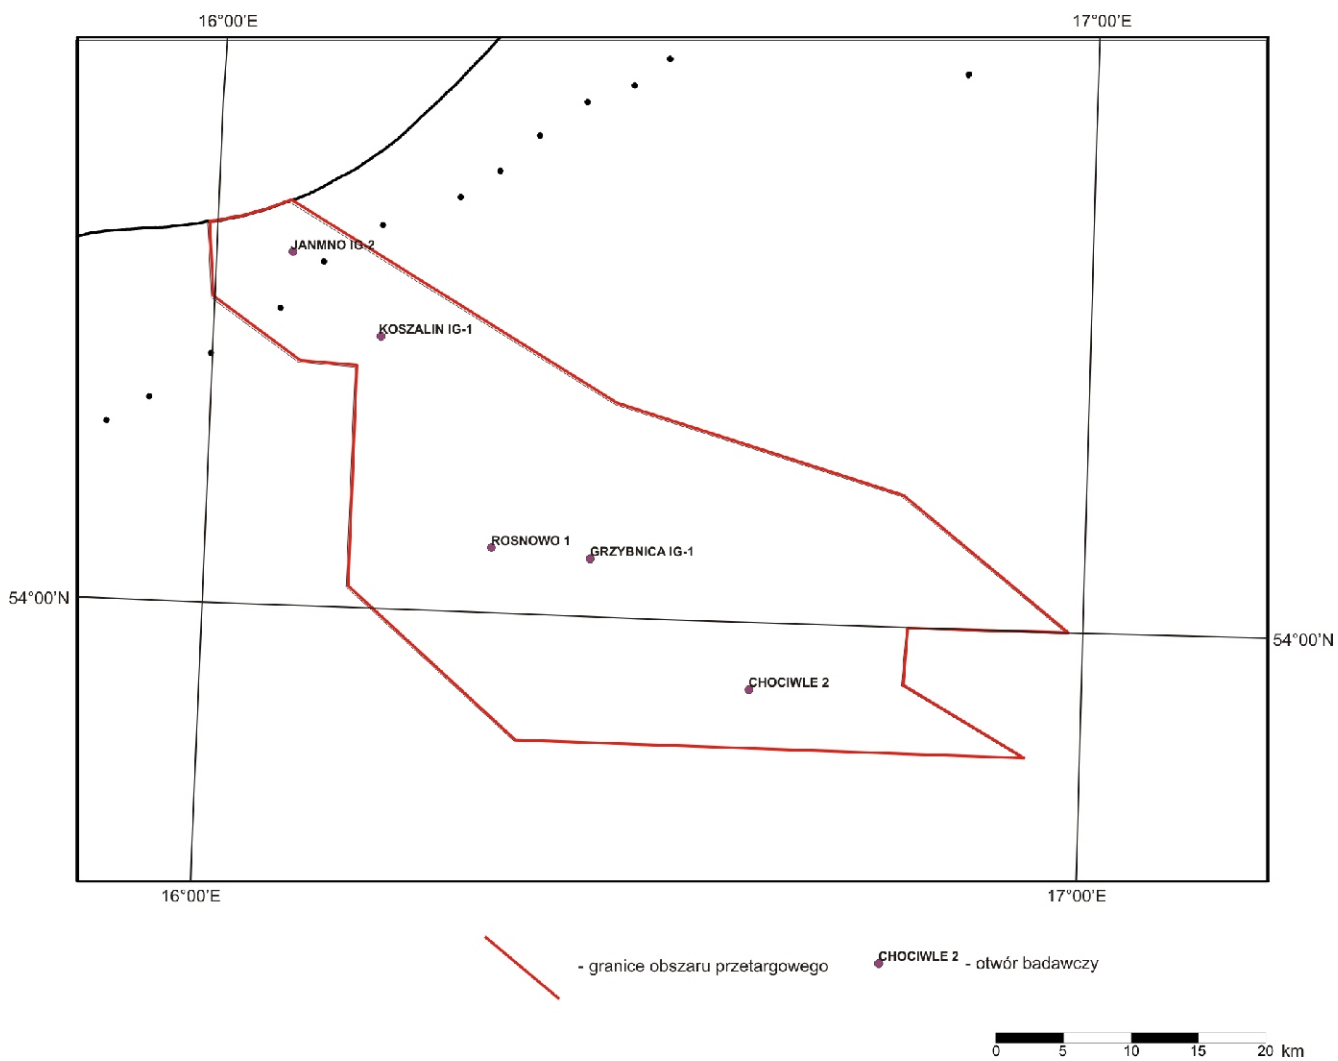 16°00'E
17°00'E
JANMNO IG-2
KOSZALIN IG-1
ROSNOWO 1
GRZYBNICA IG-1
54°00'N
54°00'N
CHOCIWLE 2
16°00'E
17°00'E
- granice obszaru przetargowego
CHOCIWLE 2 - otwór badawczy
0 5 10 15 20 km